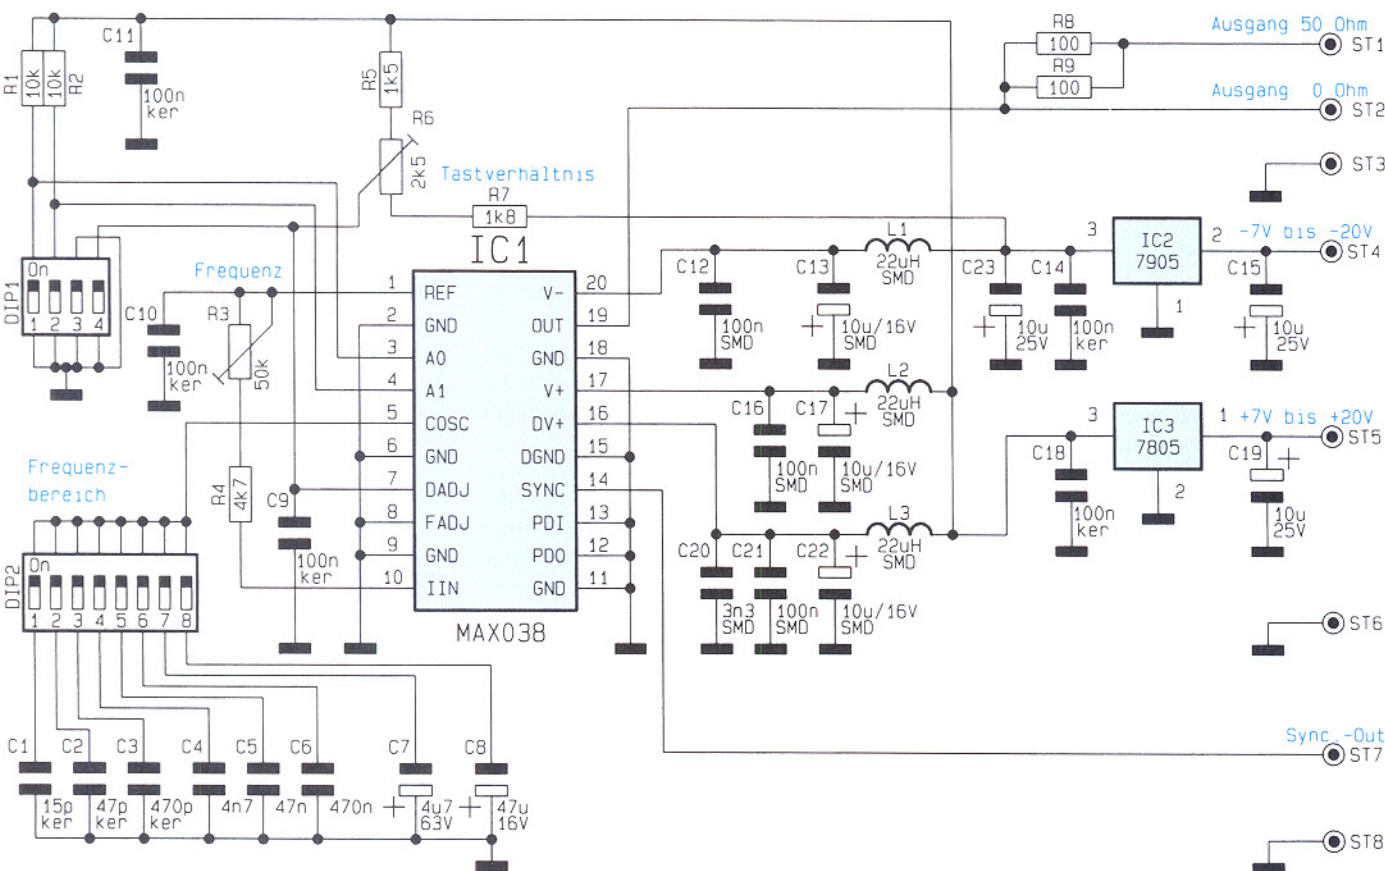 R8
100
R9
100
Ausgang 50 Ohm
ST1
Ausgang 0 Ohm
ST2
ST3
R1
10k
10k
R2
C11
100n
ker
R5
1k5
R6
2k5
Tastverhältnis
R7
1k8
DIP1
On
1 2 3 4
Frequenz
C10
100n
ker
R3
50k
R4
4k7
C9
100n
ker
IC1
1 REF V- 20
2 GND OUT 19
3 A0 GND 18
4 A1 V+ 17
5 COSC DV+ 16
6 GND DGND 15
7 DADJ SYNC 14
8 FADJ PDI 13
9 GND PDO 12
10 IIN GND 11
MAX038
C12
100n
SMD
C13
+
10u/16V
SMD
L1
22uH
SMD
C23
+
10u
25V
C14
100n
ker
3
IC2
7905
2
1
-7V bis -20V
ST4
C15
+
10u
25V
C16
100n
SMD
C17
+
10u/16V
SMD
L2
22uH
SMD
C18
100n
ker
3
IC3
7805
1
2
+7V bis +20V
ST5
C19
+
10u
25V
C20
3n3
SMD
C21
100n
SMD
C22
+
10u/16V
SMD
L3
22uH
SMD
ST6
Sync.-Out
ST7
ST8
Frequenz-
bereich
DIP2
On
1 2 3 4 5 6 7 8
C1
15p
ker
C2
47p
ker
C3
470p
ker
C4
4n7
C5
47n
C6
470n
C7
+
4u7
63V
C8
+
47u
16V